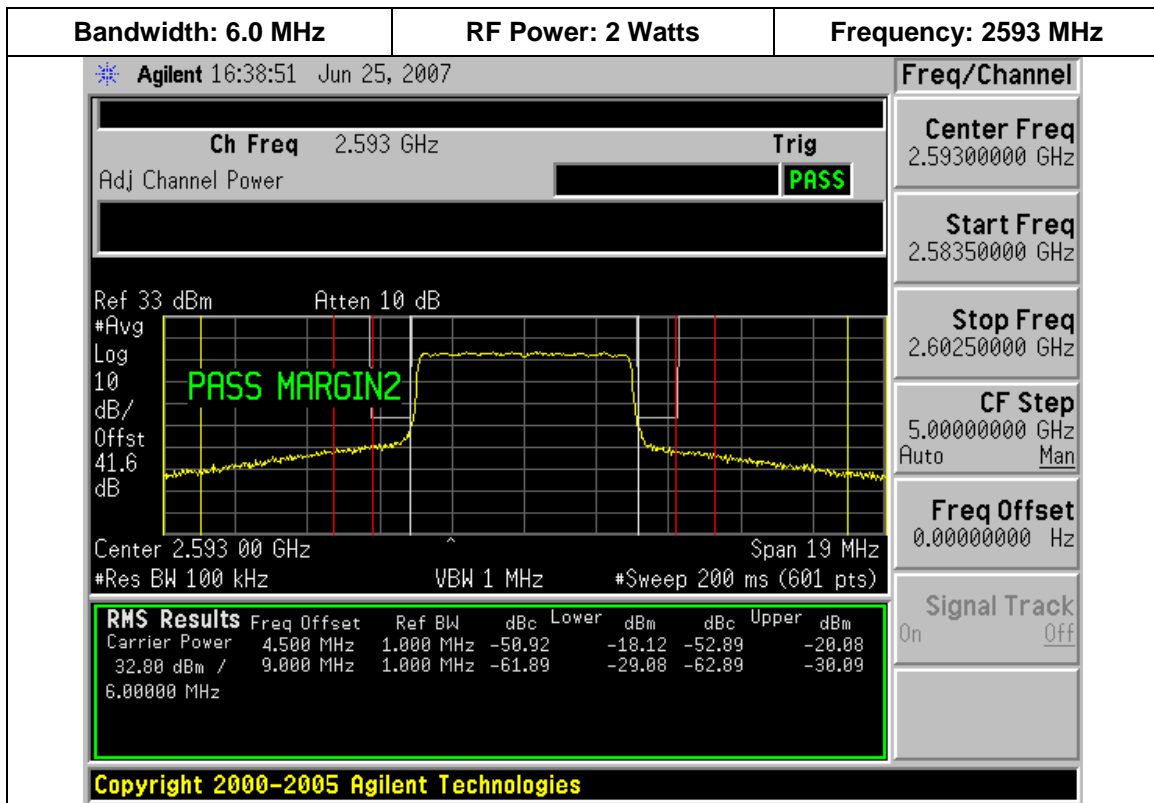 Bandwidth: 6.0 MHz RF Power: 2 Watts Frequency: 2593 MHz
Agilent 16:38:51 Jun 25, 2007
Freq/Channel
Ch Freq 2.593 GHz Trig
Adj Channel Power PASS
Center Freq
2.59300000 GHz
Start Freq
2.58350000 GHz
Stop Freq
2.60250000 GHz
CF Step
5.00000000 GHz
Auto Man
Freq Offset
0.00000000 Hz
Signal Track
On Off
Ref 33 dBm Atten 10 dB
#Avg
Log
10
dB/
Offst
41.6
dB
PASS MARGIN2
Center 2.593 00 GHz ^ Span 19 MHz
#Res BW 100 kHz VBW 1 MHz #Sweep 200 ms (601 pts)
RMS Results Freq Offset Ref BW dBc Lower dBm dBc Upper dBm
Carrier Power 4.500 MHz 1.000 MHz -50.92 -18.12 -52.89 -20.08
32.80 dBm / 9.000 MHz 1.000 MHz -61.89 -29.08 -62.89 -30.09
6.00000 MHz
Copyright 2000-2005 Agilent Technologies